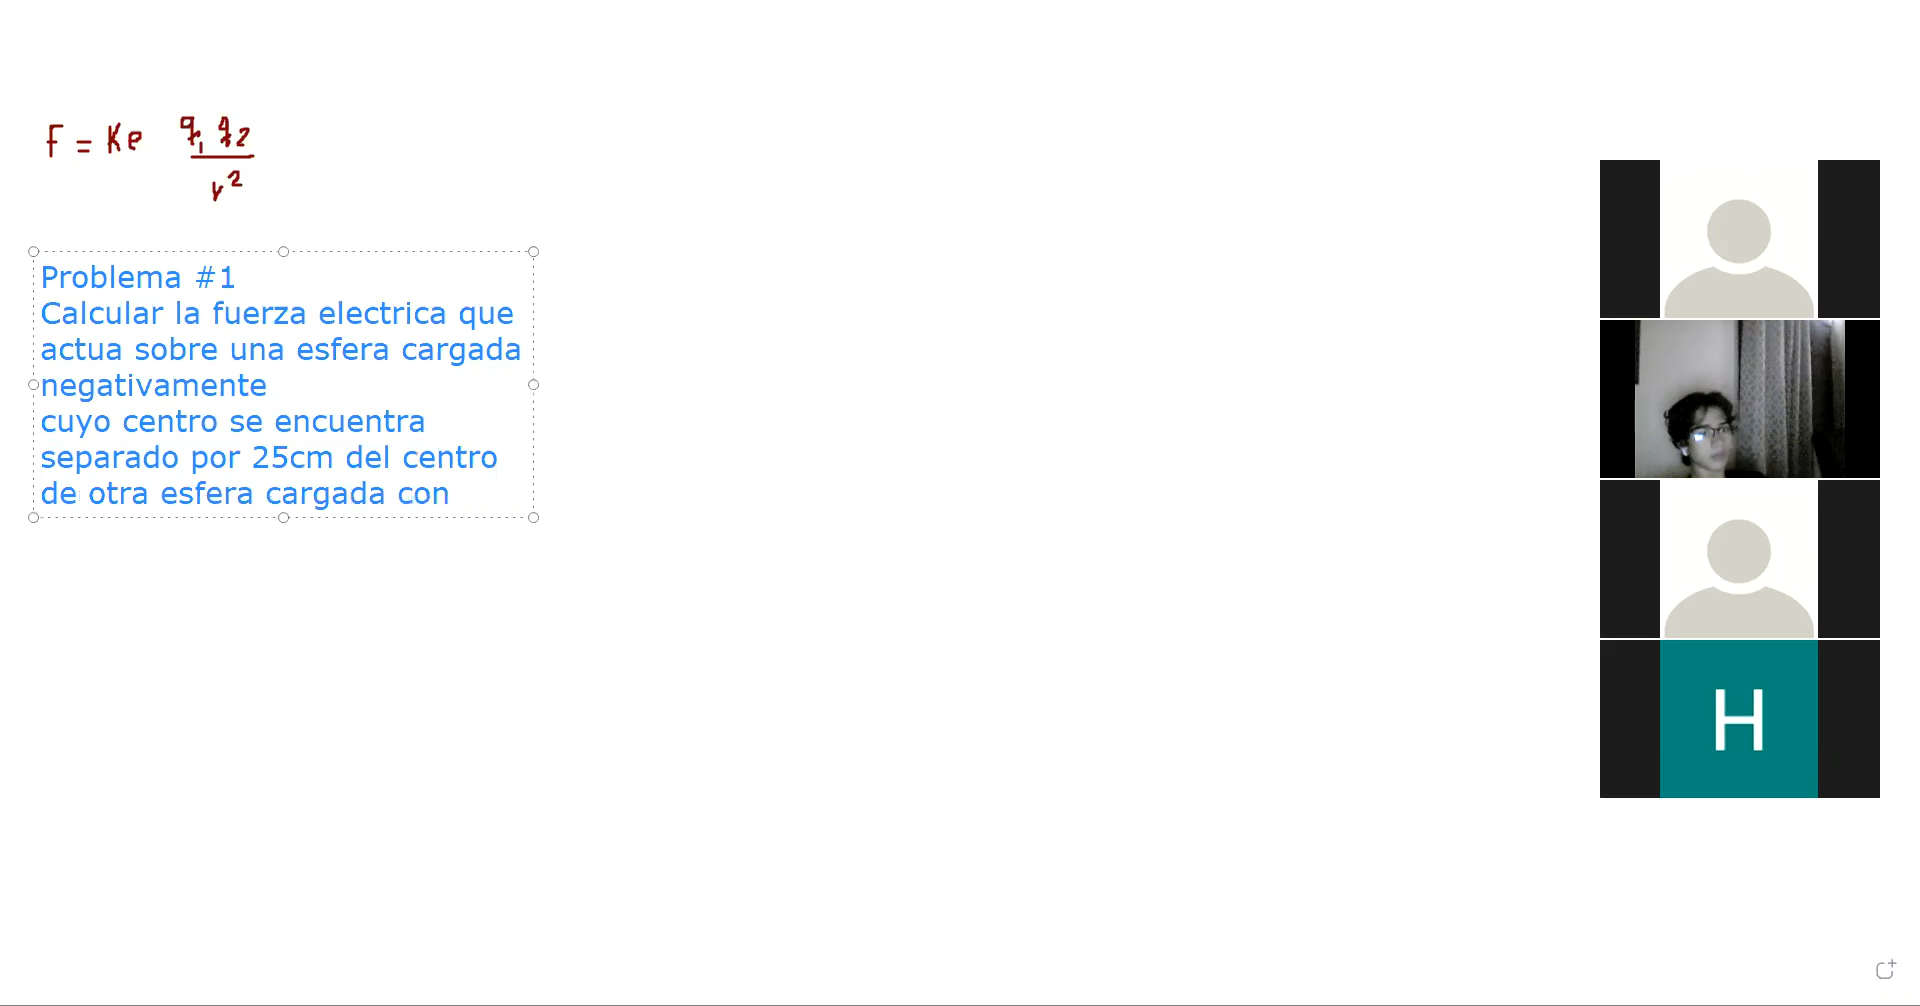 F = Ke q1 q2
r2
Problema #1
Calcular la fuerza electrica que
actua sobre una esfera cargada
negativamente
cuyo centro se encuentra
separado por 25cm del centro
de otra esfera cargada con
H